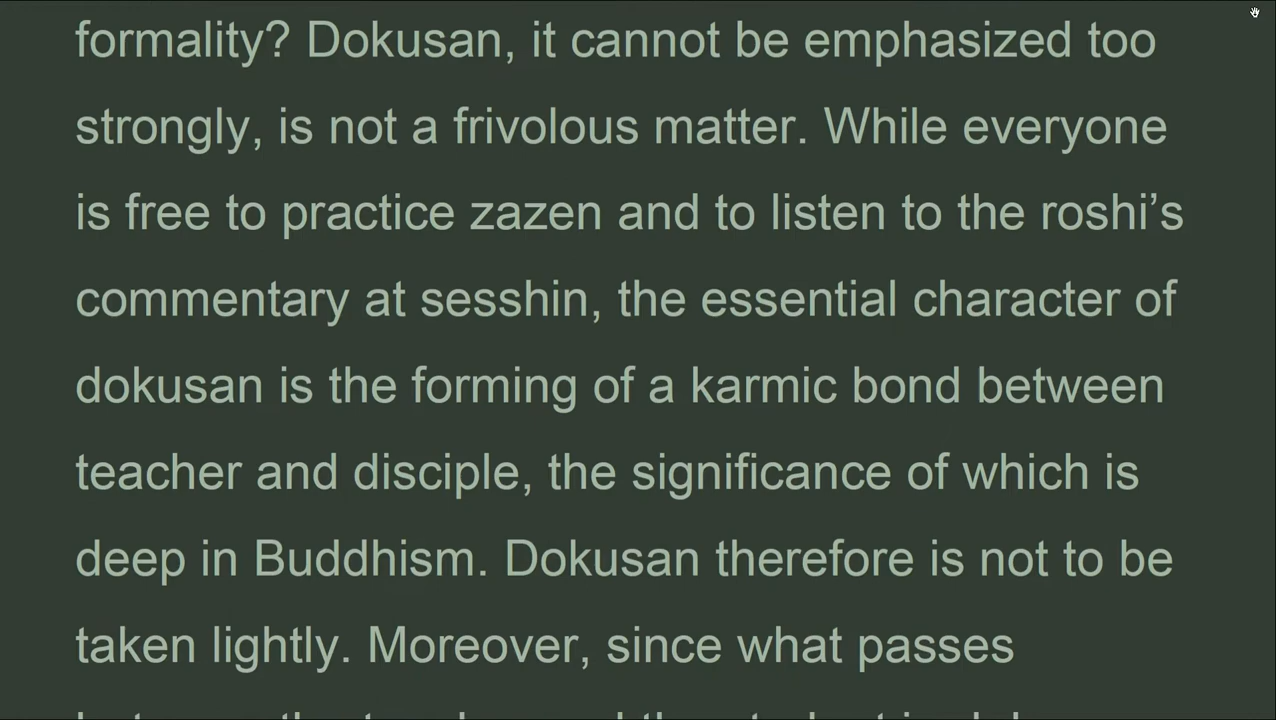 formality? Dokusan, it cannot be emphasized too
strongly, is not a frivolous matter. While everyone
is free to practice zazen and to listen to the roshi’s
commentary at sesshin, the essential character of
dokusan is the forming of a karmic bond between
teacher and disciple, the significance of which is
deep in Buddhism. Dokusan therefore is not to be
taken lightly. Moreover, since what passes